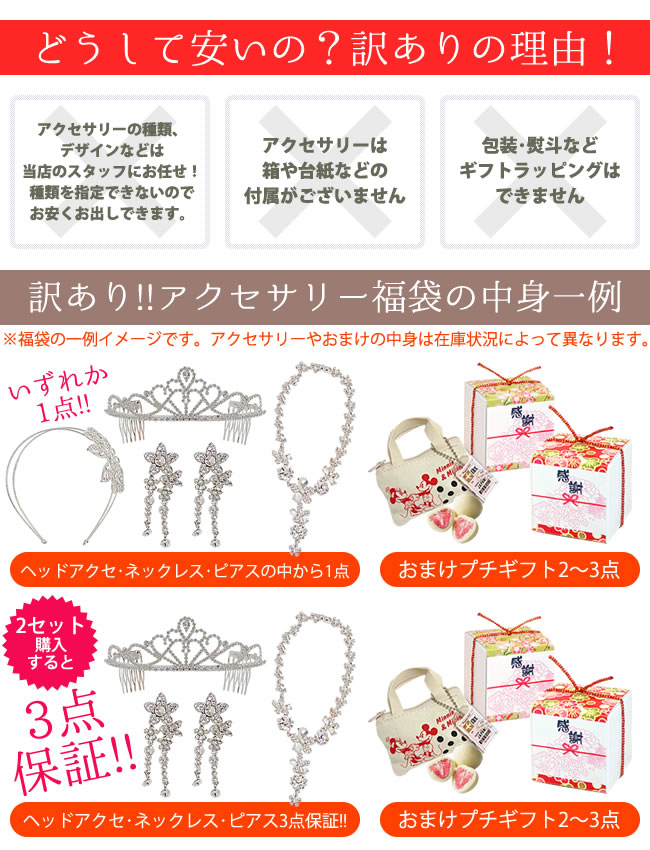 どうして安いの？訳ありの理由！
アクセサリーの種類、
デザインなどは
当店のスタッフにお任せ！
種類を指定できないので
お安くお出しできます。
アクセサリーは
箱や台紙などの
付属がございません
包装・熨斗など
ギフトラッピングは
できません
訳あり!!アクセサリー福袋の中身一例
※福袋の一例イメージです。アクセサリーやおまけの中身は在庫状況によって異なります。
いずれか
1点!!
感謝
感謝
Minnie
& Mickey
ヘッドアクセ・ネックレス・ピアスの中から1点
おまけプチギフト2〜3点
2セット
購入
すると
3点
保証!!
感謝
感謝
Minnie
& Mickey
ヘッドアクセ・ネックレス・ピアス3点保証!!
おまけプチギフト2〜3点